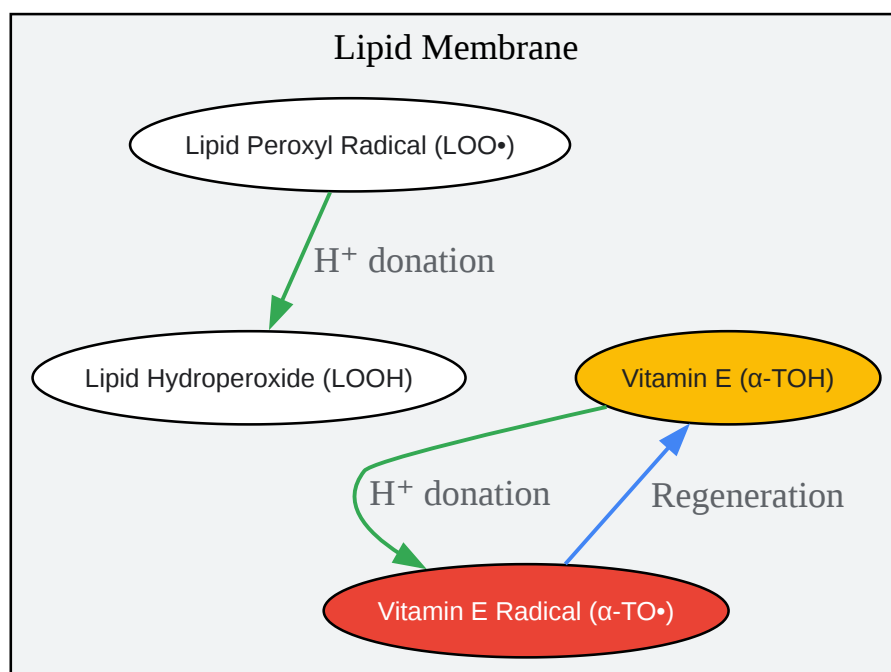 Lipid Membrane
Lipid Peroxyl Radical (LOO•)
H⁺ donation
Lipid Hydroperoxide (LOOH)
Vitamin E (α-TOH)
H⁺ donation
Regeneration
Vitamin E Radical (α-TO•)